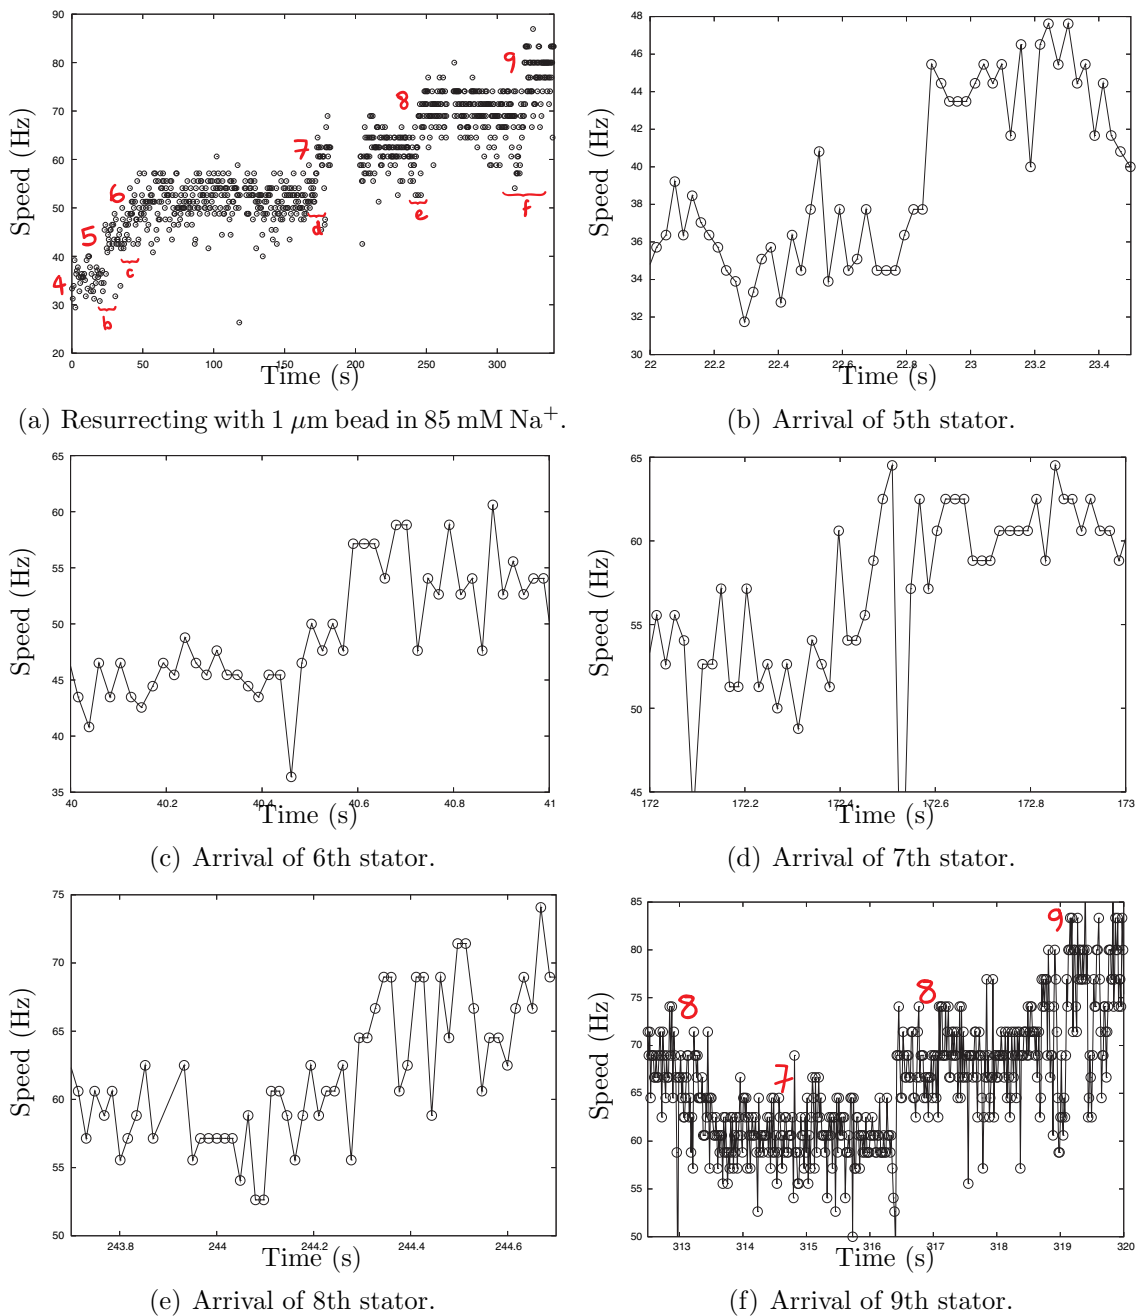 90
80
70
60
50
40
30
20
Speed (Hz)
9
8
7
6
5
4
b
c
d
e
f
0 50 100 150 200 250 300
Time (s)
(a) Resurrecting with 1 μm bead in 85 mM Na⁺.
48
46
44
42
40
38
36
34
32
30
Speed (Hz)
22 22.2 22.4 22.6 22.8 23 23.2 23.4
Time (s)
(b) Arrival of 5th stator.
65
60
55
50
45
40
35
Speed (Hz)
40 40.2 40.4 40.6 40.8 41
Time (s)
(c) Arrival of 6th stator.
65
60
55
50
45
Speed (Hz)
172 172.2 172.4 172.6 172.8 173
Time (s)
(d) Arrival of 7th stator.
75
70
65
60
55
50
Speed (Hz)
243.8 244 244.2 244.4 244.6
Time (s)
(e) Arrival of 8th stator.
85
80
75
70
65
60
55
50
Speed (Hz)
8
7
8
9
313 314 315 316 317 318 319 320
Time (s)
(f) Arrival of 9th stator.